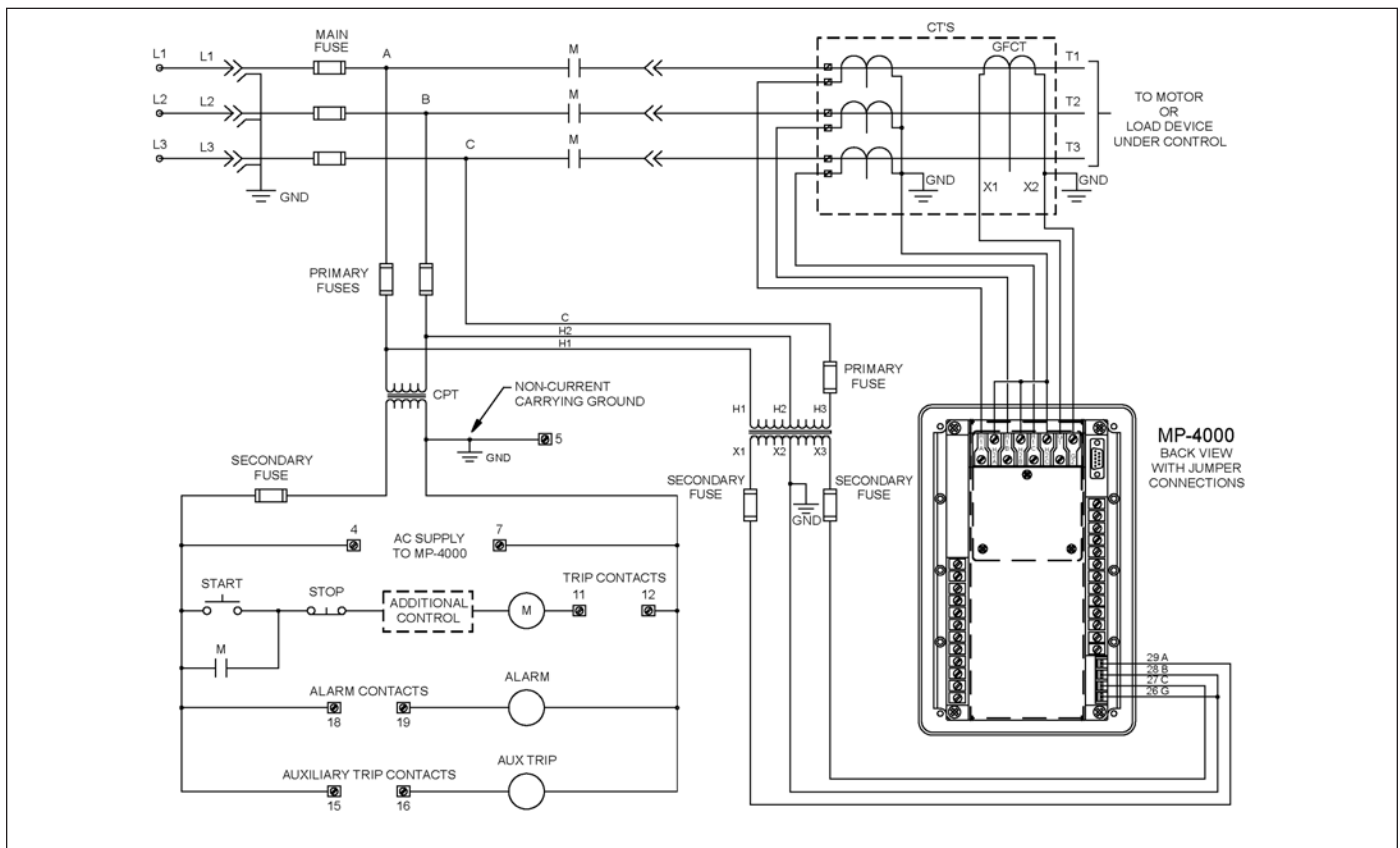 CT'S
MAIN
FUSE
A
M
GFCT
L1
L1
T1
L2
L2
B
M
T2
TO MOTOR
OR
LOAD DEVICE
UNDER CONTROL
L3
L3
C
M
T3
GND
GND
X1
X2
GND
PRIMARY
FUSES
C
H2
H1
PRIMARY
FUSE
CPT
NON-CURRENT
CARRYING GROUND
H1
H2
H3
5
GND
X1
X2
X3
MP-4000
BACK VIEW
WITH JUMPER
CONNECTIONS
SECONDARY
FUSE
SECONDARY
FUSE
SECONDARY
FUSE
GND
4
AC SUPPLY
TO MP-4000
7
START
STOP
ADDITIONAL
CONTROL
M
TRIP CONTACTS
11
12
M
29 A
28 B
27 C
26 G
ALARM CONTACTS
18
19
ALARM
AUXILIARY TRIP CONTACTS
15
16
AUX TRIP